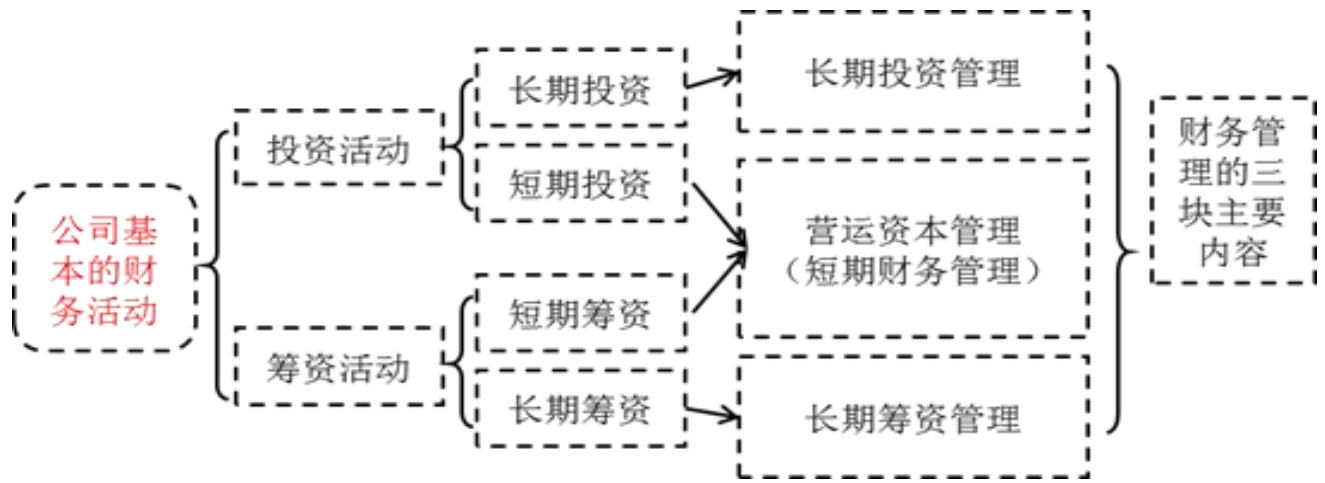 公司基
本的财
务活动
投资活动
筹资活动
长期投资
短期投资
短期筹资
长期筹资
长期投资管理
营运资本管理
（短期财务管理）
长期筹资管理
财务管
理的三
块主要
内容